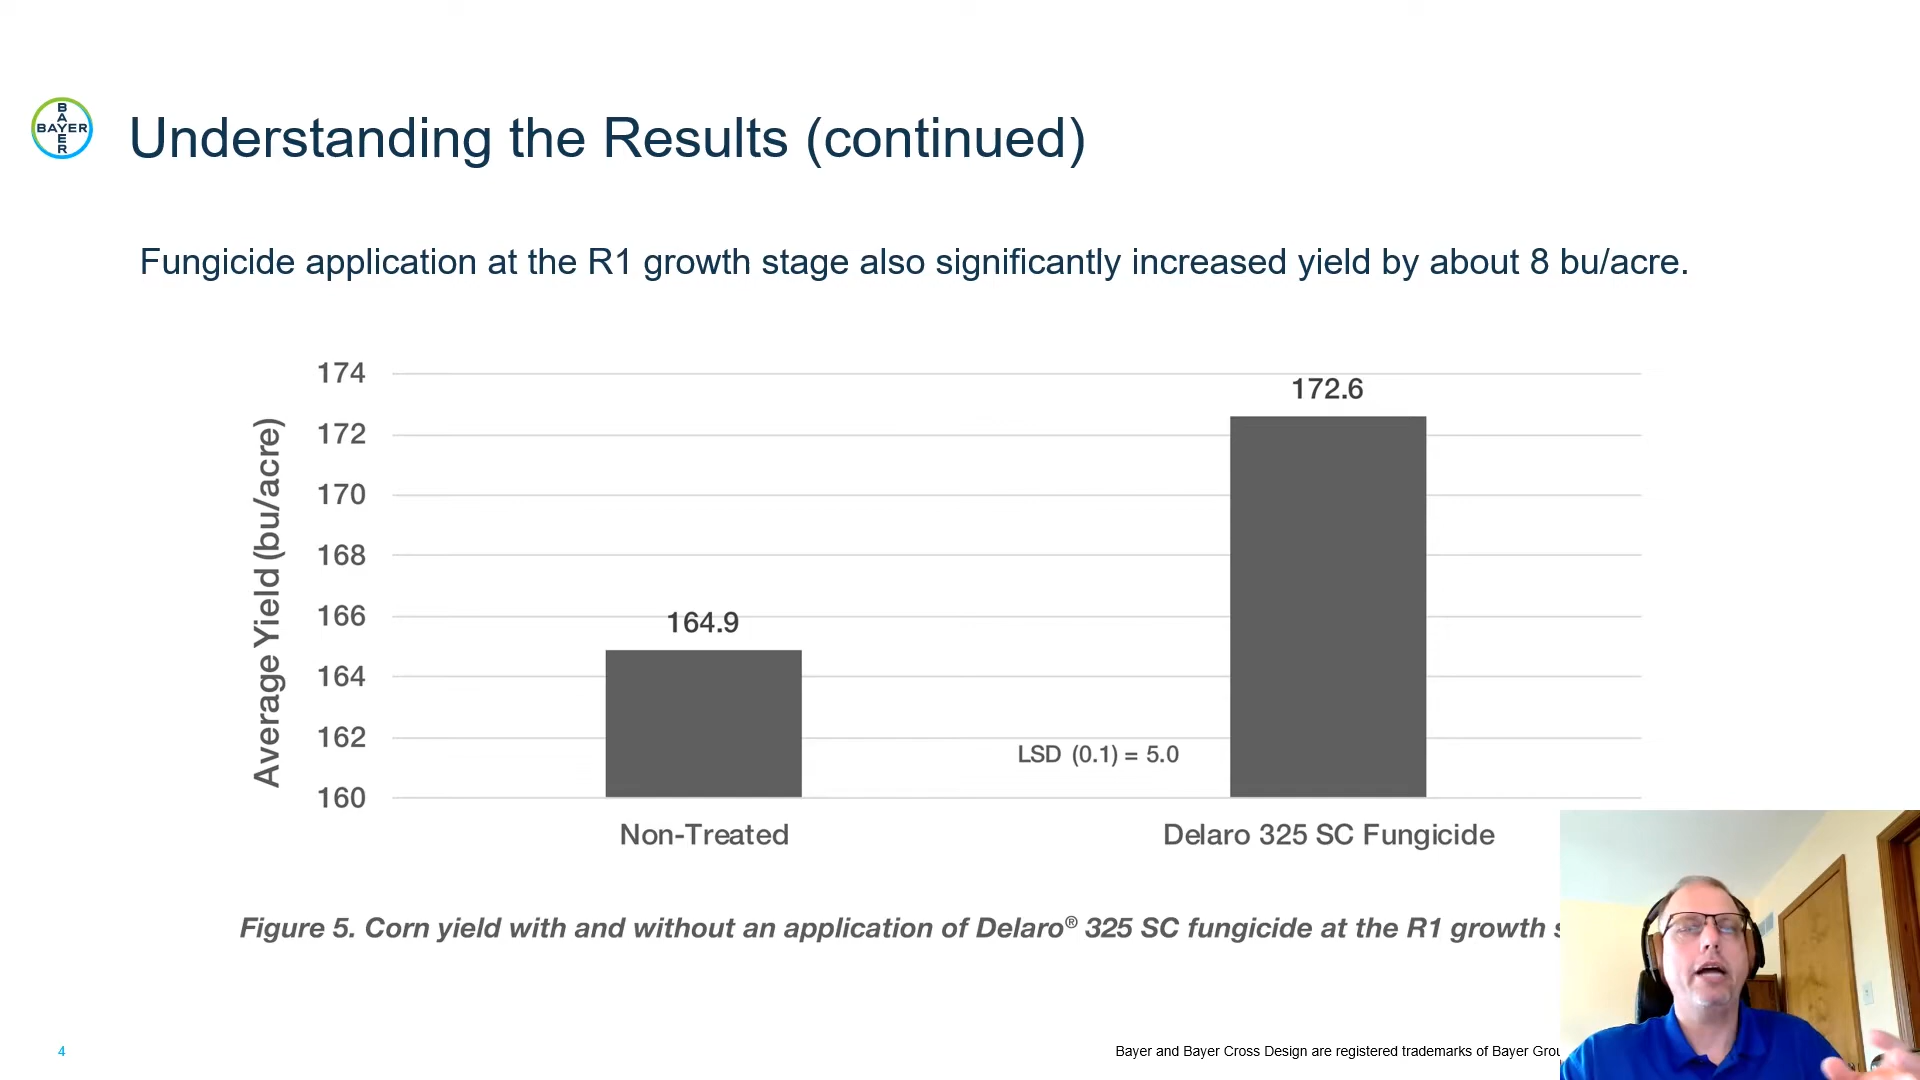 BAYER
BAYER
Understanding the Results (continued)
Fungicide application at the R1 growth stage also significantly increased yield by about 8 bu/acre.
Average Yield (bu/acre)
174
172
170
168
166
164
162
160
172.6
164.9
LSD (0.1) = 5.0
Non-Treated
Delaro 325 SC Fungicide
Figure 5. Corn yield with and without an application of Delaro® 325 SC fungicide at the R1 growth
4
Bayer and Bayer Cross Design are registered trademarks of Bayer